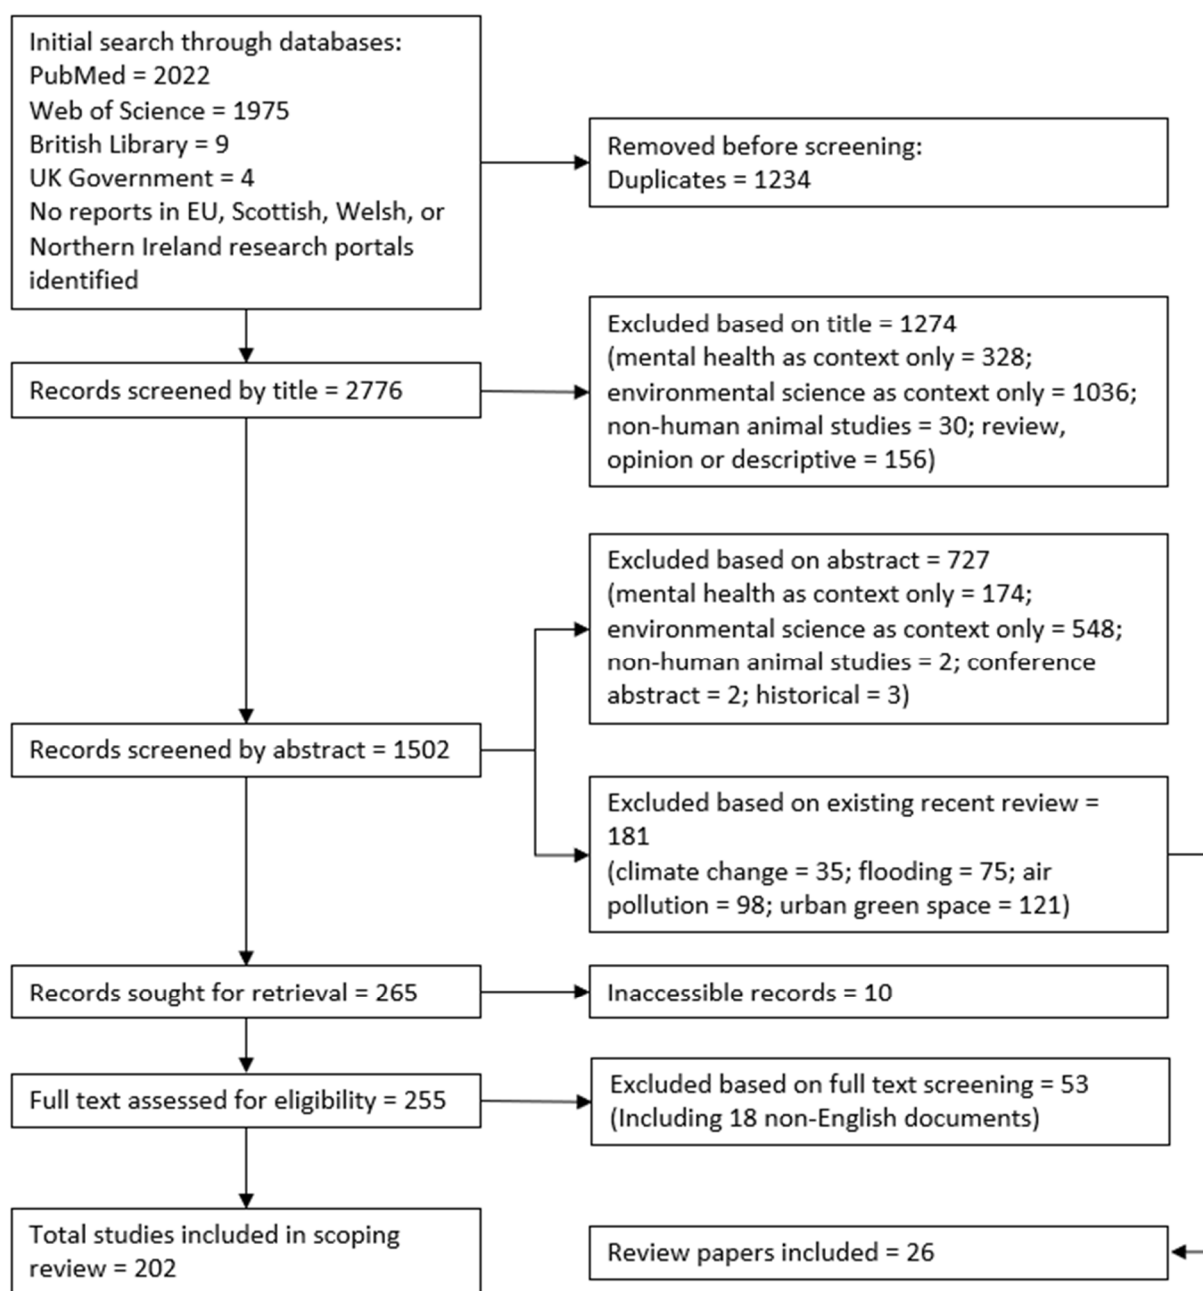 Initial search through databases:
PubMed = 2022
Web of Science = 1975
British Library = 9
UK Government = 4
No reports in EU, Scottish, Welsh, or
Northern Ireland research portals
identified
Removed before screening:
Duplicates = 1234
Records screened by title = 2776
Excluded based on title = 1274
(mental health as context only = 328;
environmental science as context only = 1036;
non-human animal studies = 30; review,
opinion or descriptive = 156)
Records screened by abstract = 1502
Excluded based on abstract = 727
(mental health as context only = 174;
environmental science as context only = 548;
non-human animal studies = 2; conference
abstract = 2; historical = 3)
Excluded based on existing recent review =
181
(climate change = 35; flooding = 75; air
pollution = 98; urban green space = 121)
Records sought for retrieval = 265
Inaccessible records = 10
Full text assessed for eligibility = 255
Excluded based on full text screening = 53
(Including 18 non-English documents)
Total studies included in scoping
review = 202
Review papers included = 26